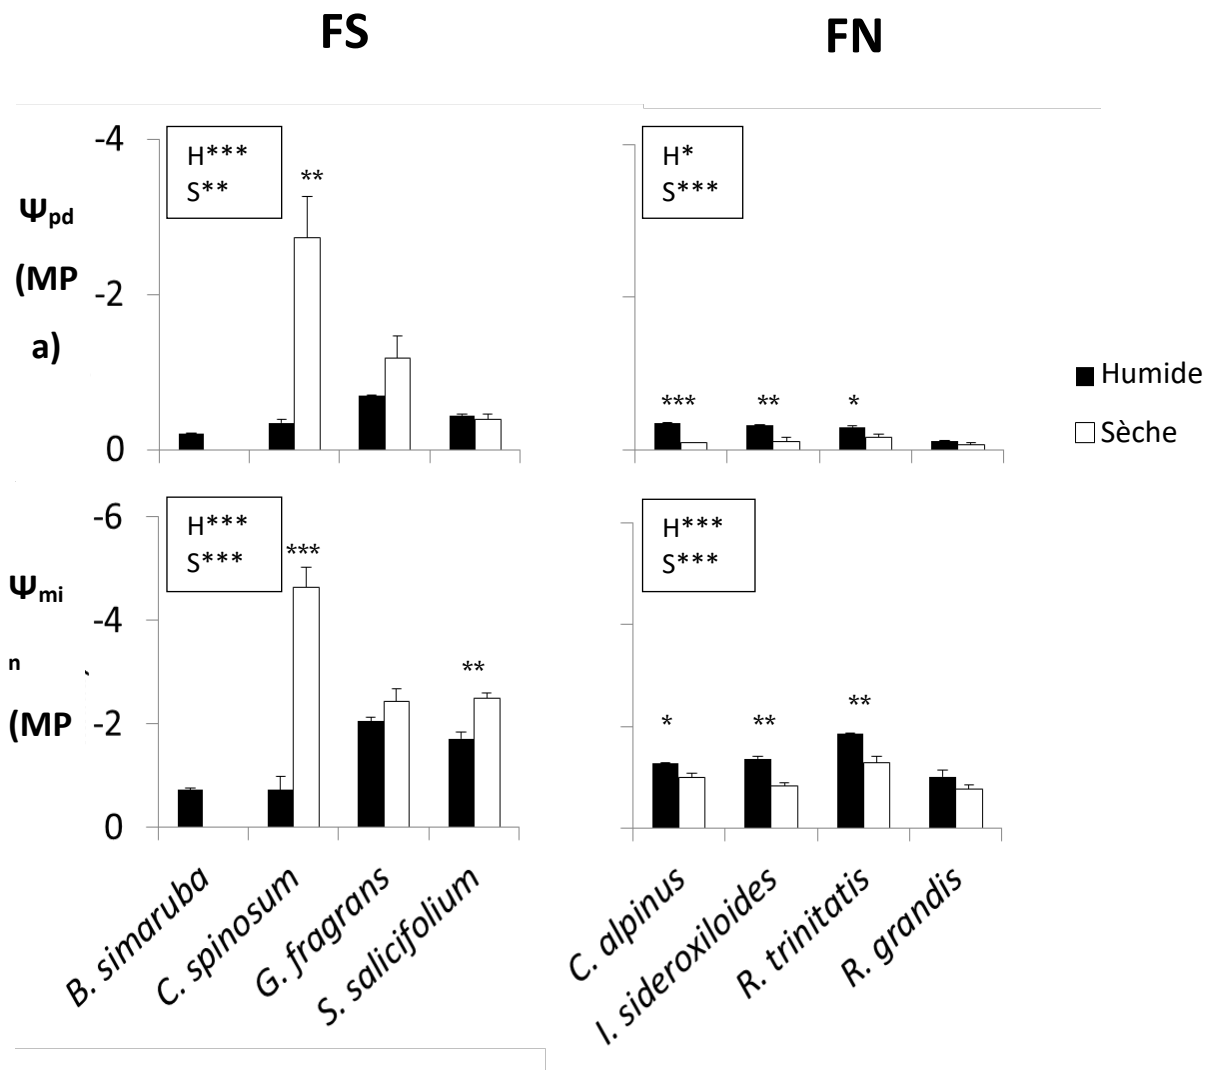 FS
FN
-4
H***
S**
**
H*
S***
Ψpd
(MP
a)
-2
0
***
**
*
Humide
Sèche
-6
H***
S***
***
H***
S***
Ψmi
n
(MP
-4
-2
0
**
*
**
**
B. simaruba
C. spinosum
G. fragrans
S. salicifolium
C. alpinus
I. sideroxiloides
R. trinitatis
R. grandis